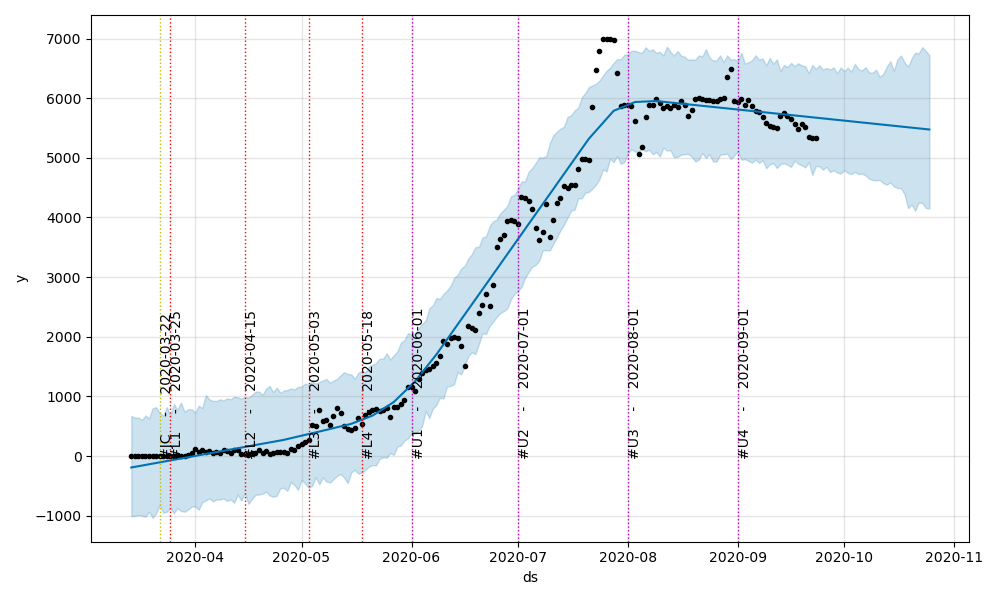 7000
6000
5000
4000
3000
2000
1000
0
−1000
y
#JC - 2020-03-22
#L1 - 2020-03-25
#L2 - 2020-04-15
#L3 - 2020-05-03
#L4 - 2020-05-18
#U1 - 2020-06-01
#U2 - 2020-07-01
#U3 - 2020-08-01
#U4 - 2020-09-01
2020-04 2020-05 2020-06 2020-07 2020-08 2020-09 2020-10 2020-11
ds